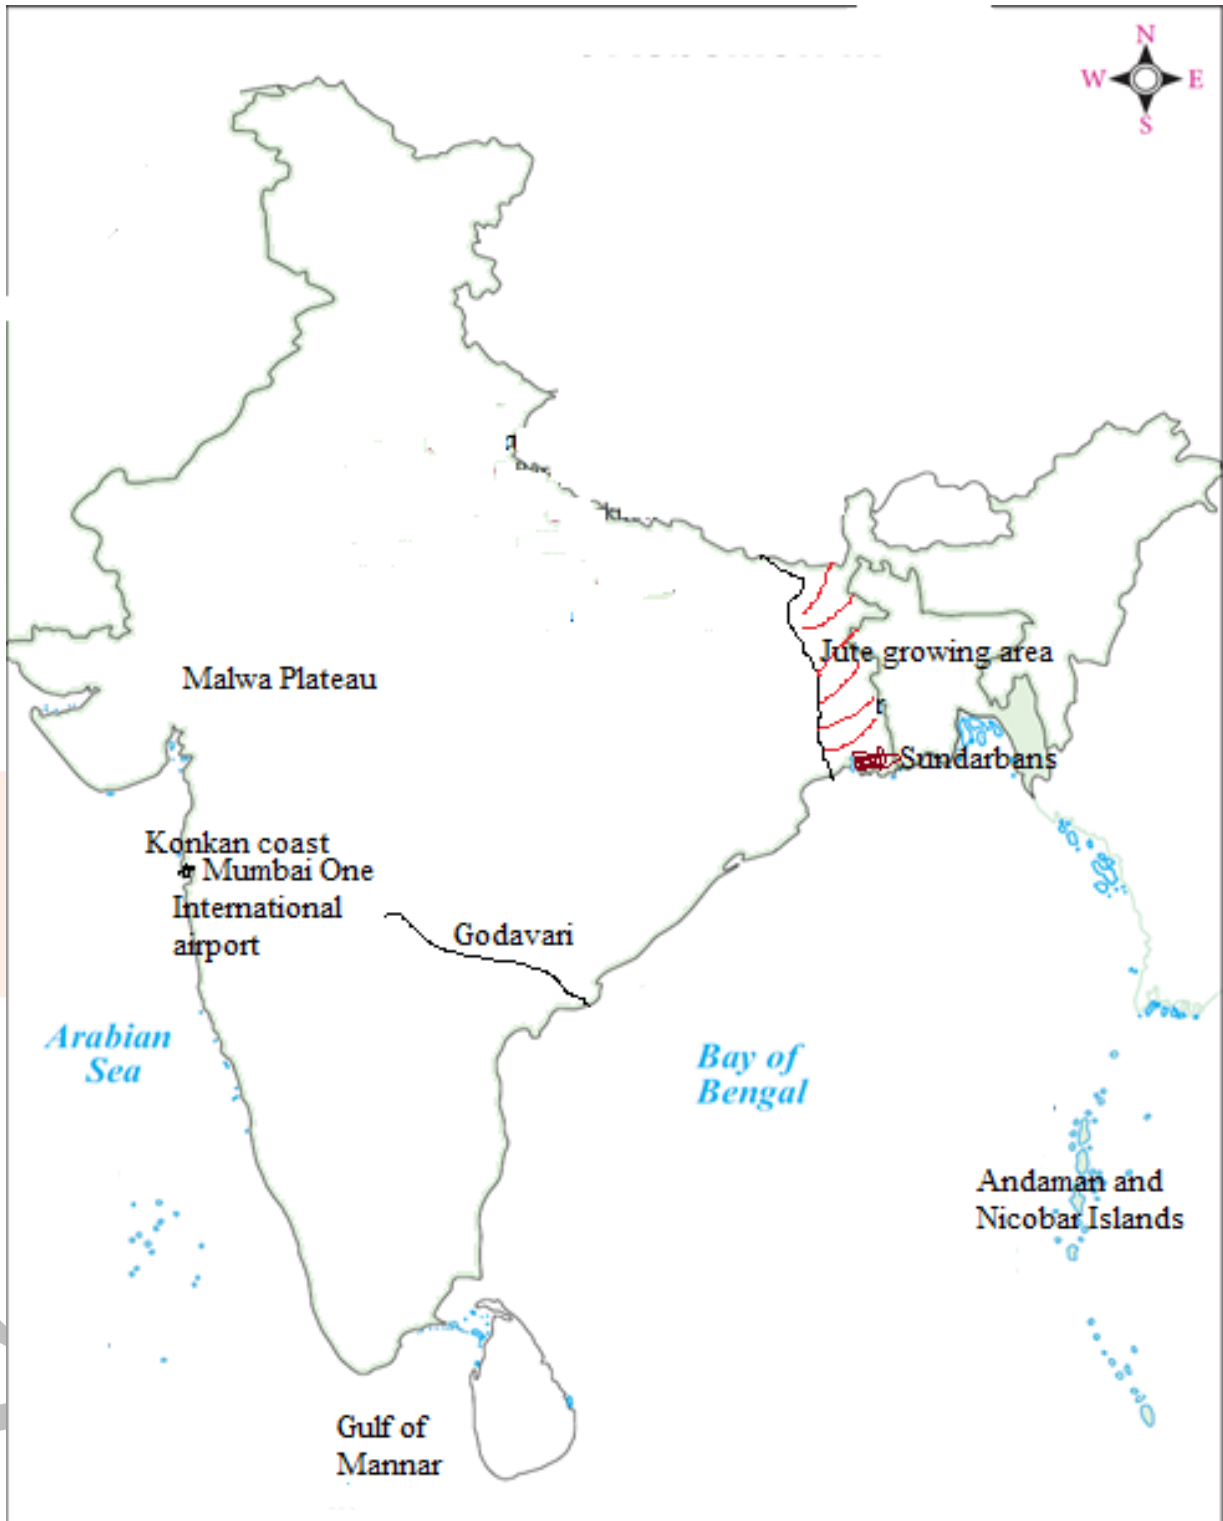 N
W E
S
Jute growing area
Malwa Plateau
Sundarbans
Konkan coast
Mumbai One
International
airport
Godavari
Arabian
Sea
Bay of
Bengal
Andaman and
Nicobar Islands
Gulf of
Mannar